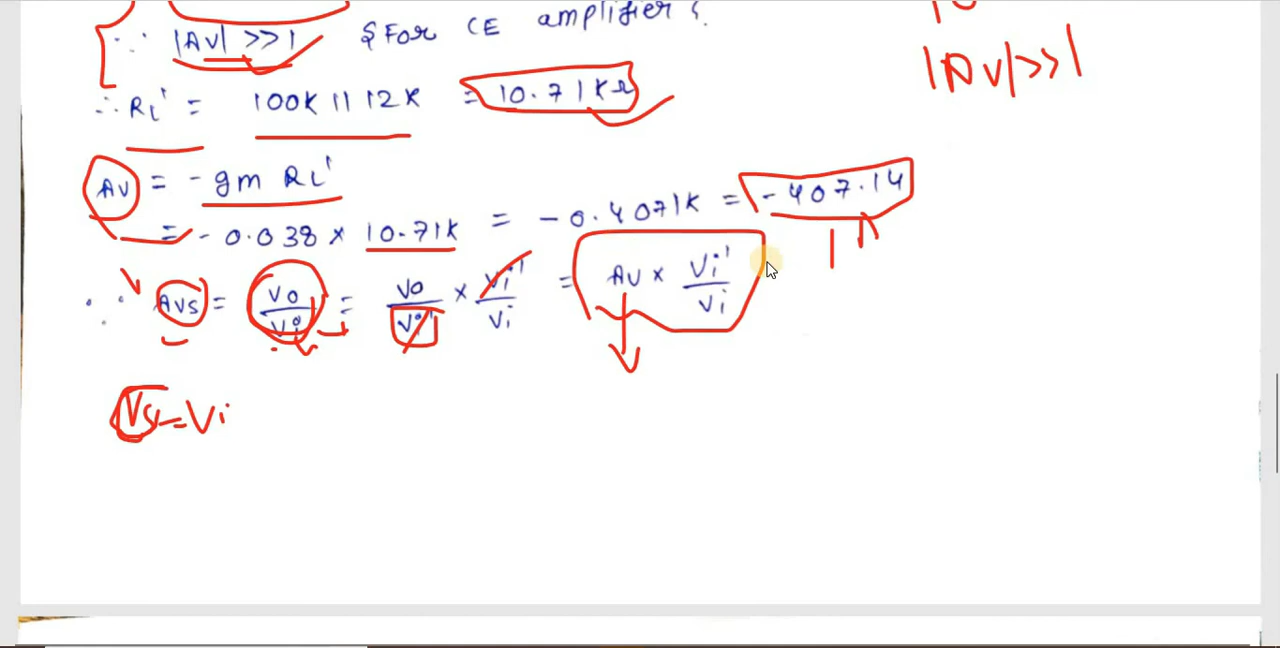 ∵ |Av| >> 1 { For CE amplifier }
|Av| >> 1
∴ RL' = 100K || 12K = 10.71KΩ
AV = - gm RL'
= - 0.038 × 10.71K = - 0.4071K = - 407.14
∴ AVS = Vo/Vi = Vo/Vi' × Vi'/Vi = AV × Vi'/Vi
Vs = Vi